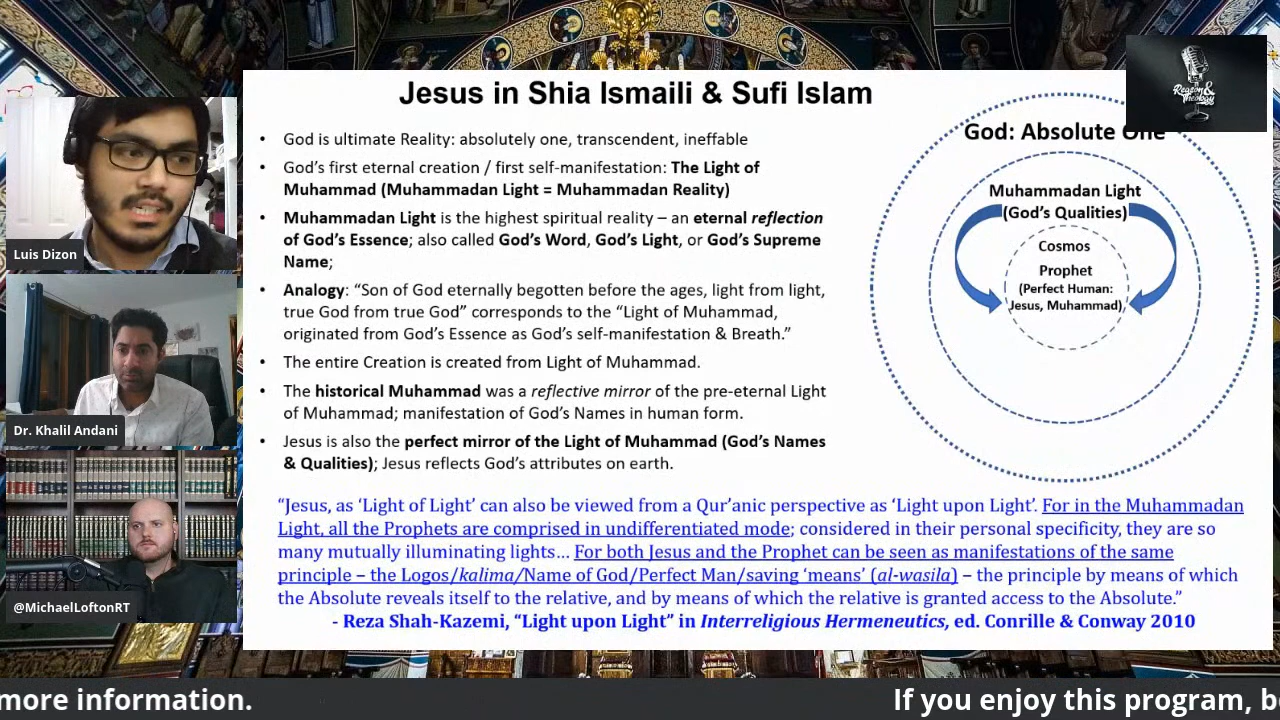 Jesus in Shia Ismaili & Sufi Islam
• God is ultimate Reality: absolutely one, transcendent, ineffable
• God’s first eternal creation / first self-manifestation: The Light of
Muhammad (Muhammadan Light = Muhammadan Reality)
• Muhammadan Light is the highest spiritual reality – an eternal reflection
of God’s Essence; also called God’s Word, God’s Light, or God’s Supreme
Name;
• Analogy: “Son of God eternally begotten before the ages, light from light,
true God from true God” corresponds to the “Light of Muhammad,
originated from God’s Essence as God’s self-manifestation & Breath.”
• The entire Creation is created from Light of Muhammad.
• The historical Muhammad was a reflective mirror of the pre-eternal Light
of Muhammad; manifestation of God’s Names in human form.
• Jesus is also the perfect mirror of the Light of Muhammad (God’s Names
& Qualities); Jesus reflects God’s attributes on earth.
God: Absolute One
Muhammadan Light
(God’s Qualities)
Cosmos
Prophet
(Perfect Human:
Jesus, Muhammad)
“Jesus, as ‘Light of Light’ can also be viewed from a Qur’anic perspective as ‘Light upon Light’. For in the Muhammadan
Light, all the Prophets are comprised in undifferentiated mode; considered in their personal specificity, they are so
many mutually illuminating lights… For both Jesus and the Prophet can be seen as manifestations of the same
principle – the Logos/kalima/Name of God/Perfect Man/saving ‘means’ (al-wasila) – the principle by means of which
the Absolute reveals itself to the relative, and by means of which the relative is granted access to the Absolute.”
- Reza Shah-Kazemi, “Light upon Light” in Interreligious Hermeneutics, ed. Conrille & Conway 2010
Reason &
Theology
Luis Dizon
Dr. Khalil Andani
@MichaelLoftonRT
more information.
If you enjoy this program, b